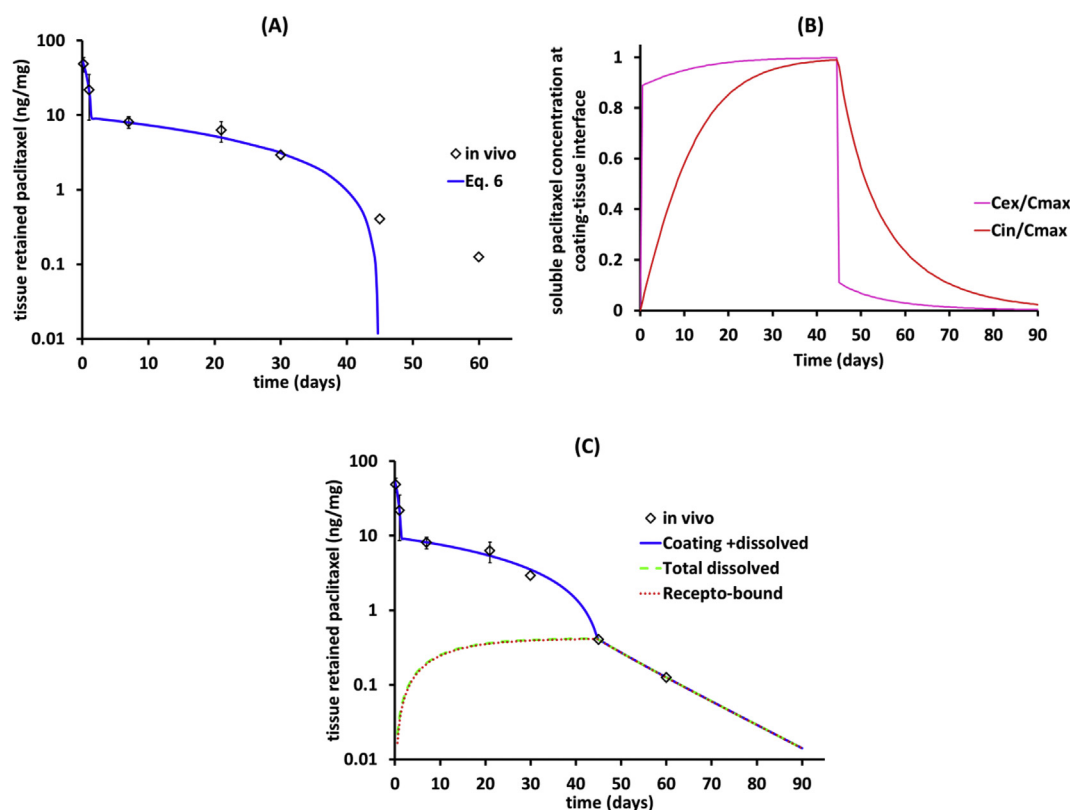 (A)
tissue retained paclitaxel (ng/mg)
100
10
1
0.1
0.01
0 10 20 30 40 50 60
time (days)
in vivo
Eq. 6
(B)
soluble paclitaxel concentration at
coating-tissue interface
1
0.8
0.6
0.4
0.2
0
0 10 20 30 40 50 60 70 80 90
Time (days)
Cex/Cmax
Cin/Cmax
(C)
tissue retained paclitaxel (ng/mg)
100
10
1
0.1
0.01
0 10 20 30 40 50 60 70 80 90
time (days)
in vivo
Coating +dissolved
Total dissolved
Recepto-bound